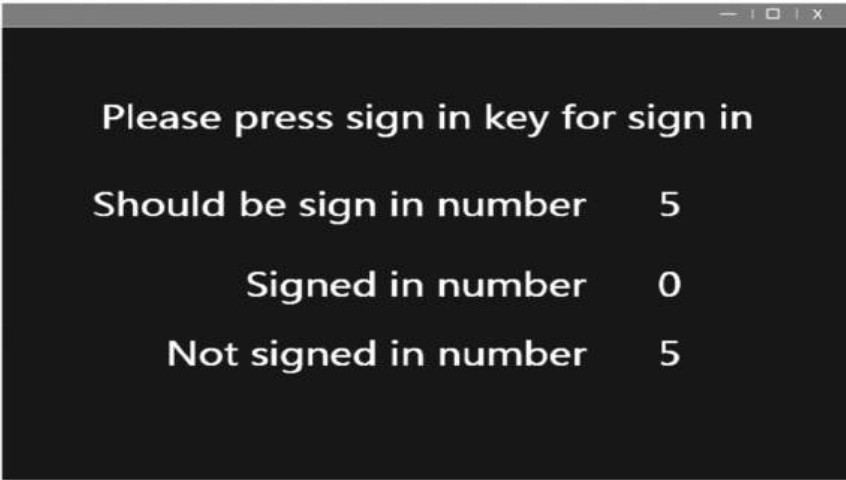 Please press sign in key for sign in
Should be sign in number 5
Signed in number 0
Not signed in number 5